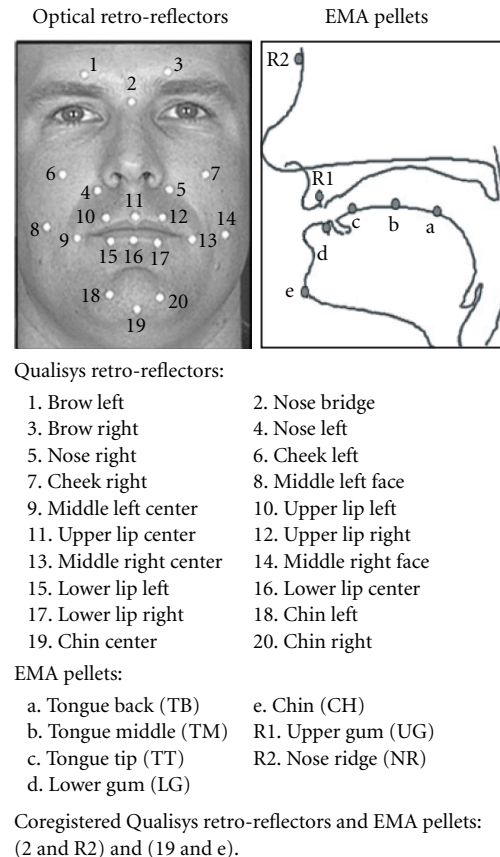 Optical retro-reflectors EMA pellets
1 3 R2
2
6 7
4 5 R1
11
10 12
8 14
9 13
15 16 17
18 20
19
c b a
d
e
Qualisys retro-reflectors:
1. Brow left 2. Nose bridge
3. Brow right 4. Nose left
5. Nose right 6. Cheek left
7. Cheek right 8. Middle left face
9. Middle left center 10. Upper lip left
11. Upper lip center 12. Upper lip right
13. Middle right center 14. Middle right face
15. Lower lip left 16. Lower lip center
17. Lower lip right 18. Chin left
19. Chin center 20. Chin right
EMA pellets:
a. Tongue back (TB) e. Chin (CH)
b. Tongue middle (TM) R1. Upper gum (UG)
c. Tongue tip (TT) R2. Nose ridge (NR)
d. Lower gum (LG)
Coregistered Qualisys retro-reflectors and EMA pellets:
(2 and R2) and (19 and e).